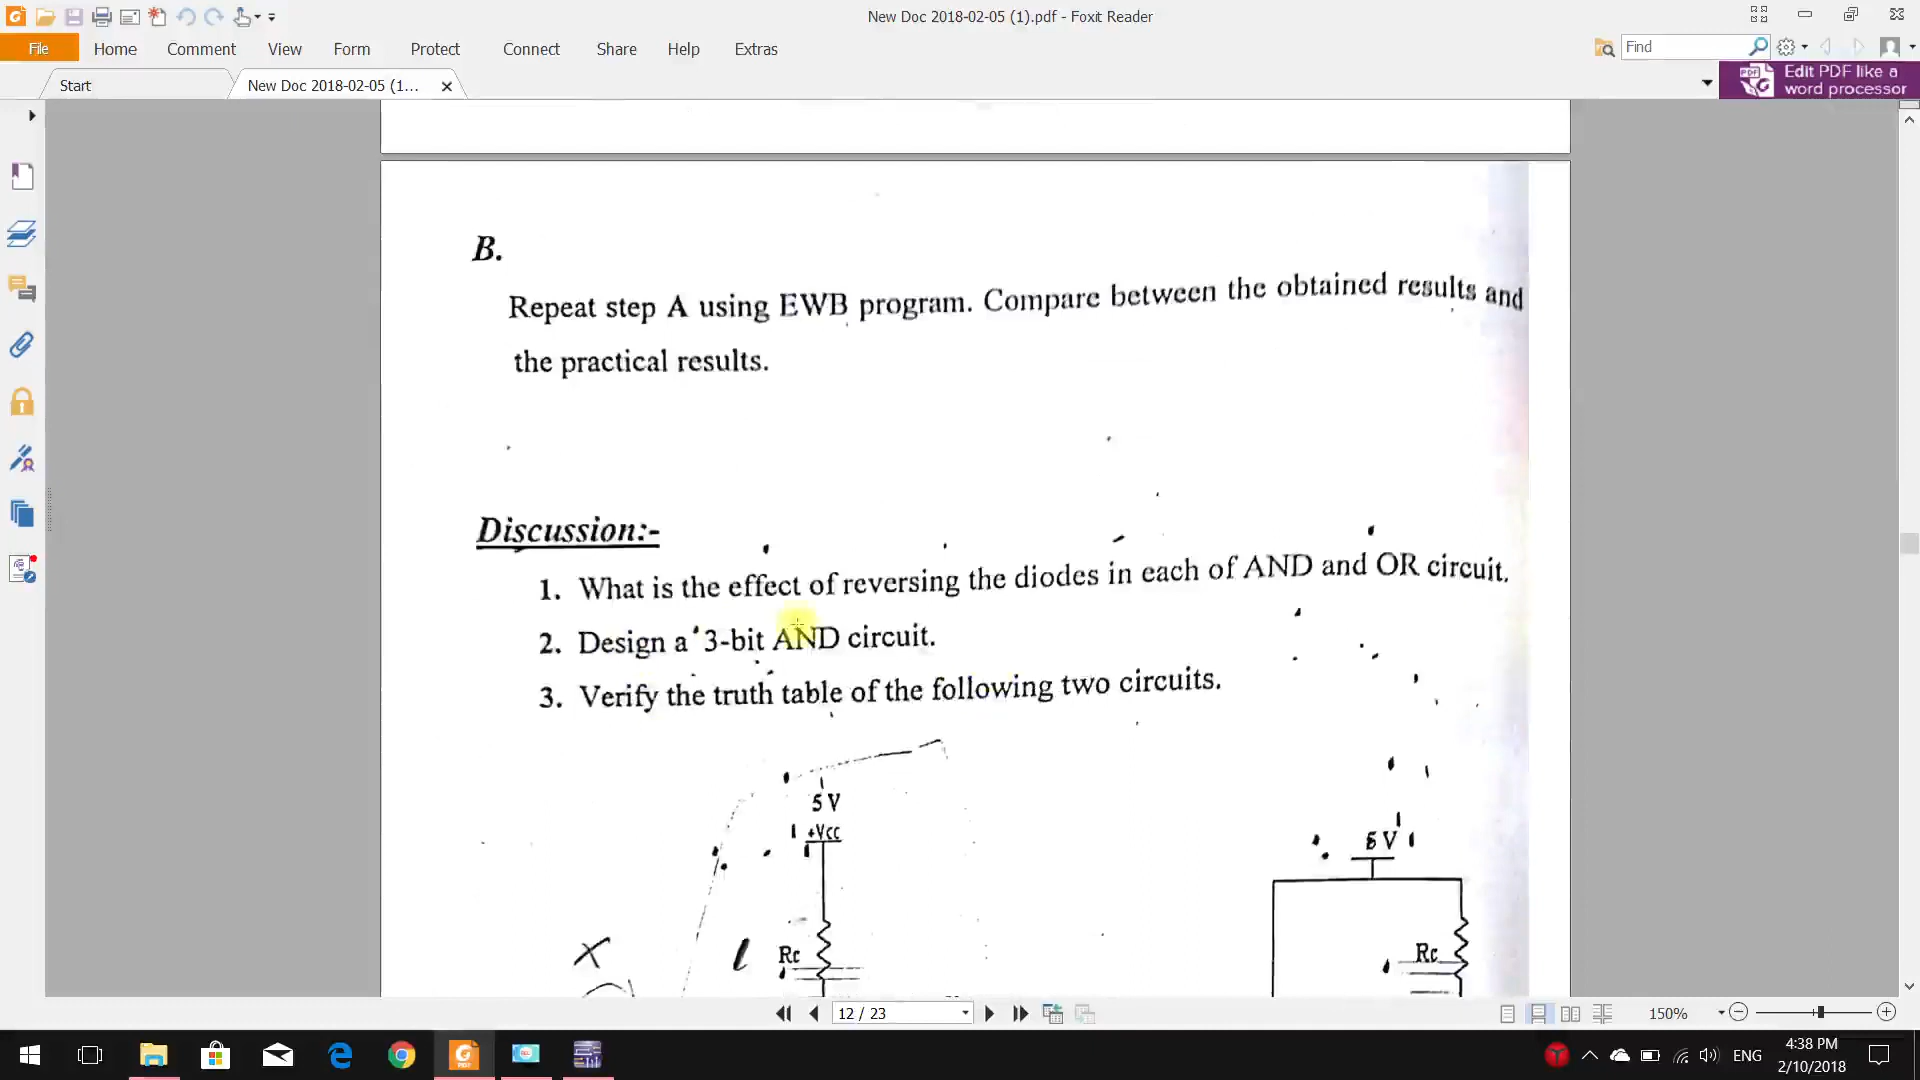 New Doc 2018-02-05 (1).pdf - Foxit Reader
File Home Comment View Form Protect Connect Share Help Extras
Find
Start
New Doc 2018-02-05 (1...
Edit PDF like a
word processor
B.
Repeat step A using EWB program. Compare between the obtained results and
the practical results.
Discussion:-
1. What is the effect of reversing the diodes in each of AND and OR circuit.
2. Design a 3-bit AND circuit.
3. Verify the truth table of the following two circuits.
5 V
+Vcc
5 V
X
Rc
Rc
12 / 23
150%
ENG
4:38 PM
2/10/2018